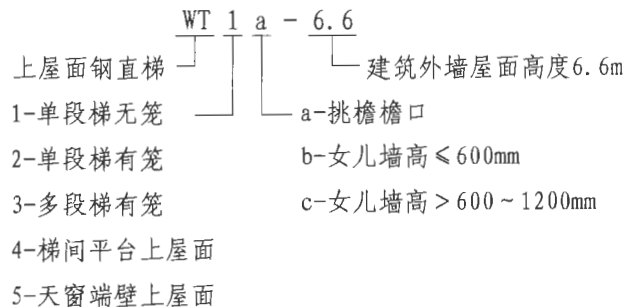 WT 1 a - 6.6
上屋面钢直梯 建筑外墙屋面高度6.6m
1-单段梯无笼 a-挑檐檐口
2-单段梯有笼 b-女儿墙高≤600mm
3-多段梯有笼 c-女儿墙高>600~1200mm
4-梯间平台上屋面
5-天窗端壁上屋面